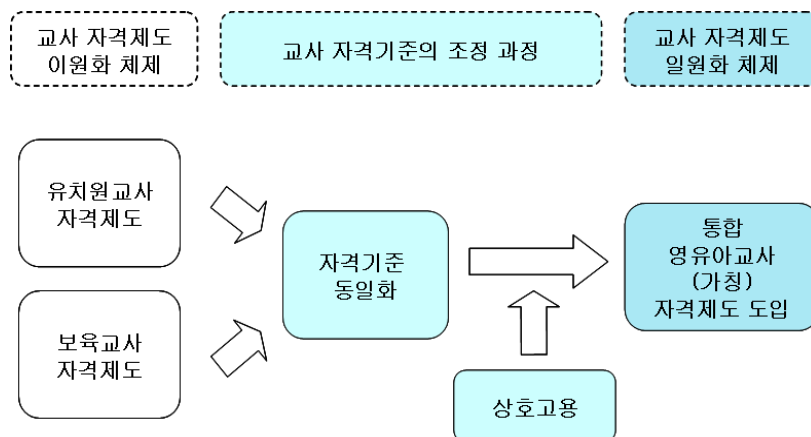 교사 자격제도
이원화 체제
교사 자격기준의 조정 과정
교사 자격제도
일원화 체제
유치원교사
자격제도
보육교사
자격제도
자격기준
동일화
상호고용
통합
영유아교사
(가칭)
자격제도 도입